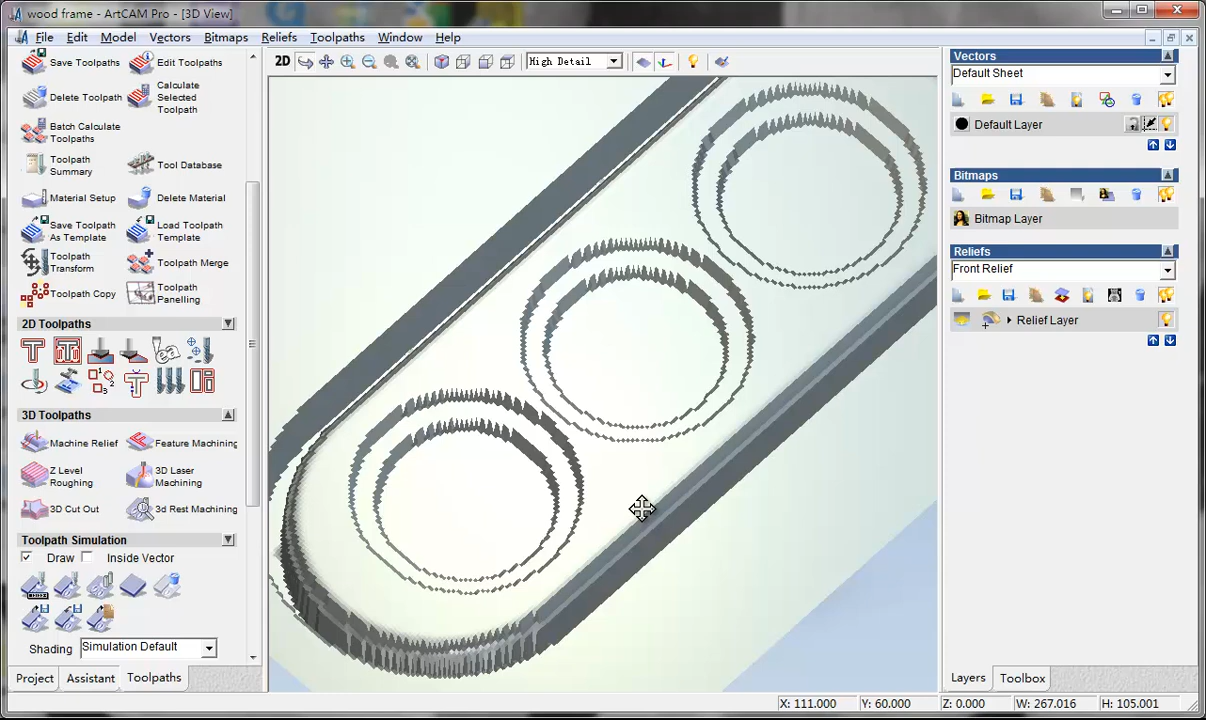 wood frame - ArtCAM Pro - [3D View]
File Edit Model Vectors Bitmaps Reliefs Toolpaths Window Help
2D
High Detail
Save Toolpaths
Edit Toolpaths
Delete Toolpath
Calculate
Selected
Toolpath
Batch Calculate
Toolpaths
Toolpath
Summary
Tool Database
Material Setup
Delete Material
Save Toolpath
As Template
Load Toolpath
Template
Toolpath
Transform
Toolpath Merge
Toolpath Copy
Toolpath
Panelling
2D Toolpaths
3D Toolpaths
Machine Relief
Feature Machining
Z Level
Roughing
3D Laser
Machining
3D Cut Out
3d Rest Machining
Toolpath Simulation
Draw
Inside Vector
Shading
Simulation Default
Project
Assistant
Toolpaths
Vectors
Default Sheet
Default Layer
Bitmaps
Bitmap Layer
Reliefs
Front Relief
Relief Layer
Layers
Toolbox
X: 111.000
Y: 60.000
Z: 0.000
W: 267.016
H: 105.001